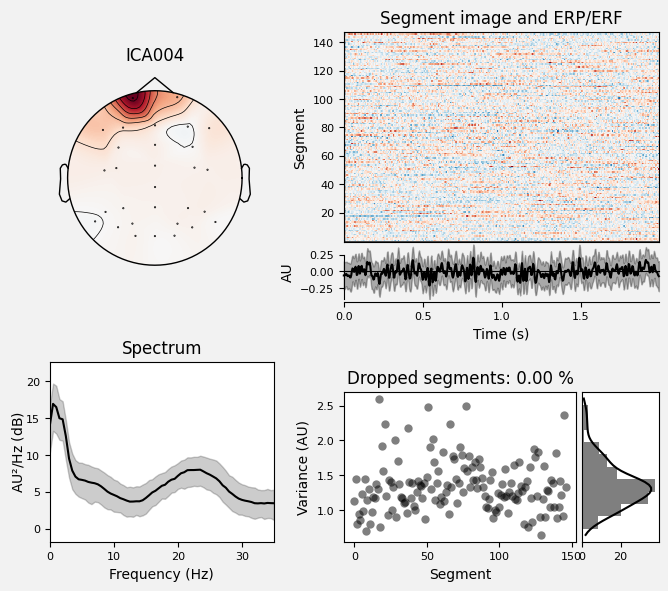 ICA004
Segment image and ERP/ERF
Segment
140
120
100
80
60
40
20
AU
0.25
0.00
−0.25
0.0 0.5 1.0 1.5
Time (s)
Spectrum
AU²/Hz (dB)
20
15
10
5
0
0 10 20 30
Frequency (Hz)
Dropped segments: 0.00 %
Variance (AU)
2.5
2.0
1.5
1.0
0 50 100 150
Segment
0 20